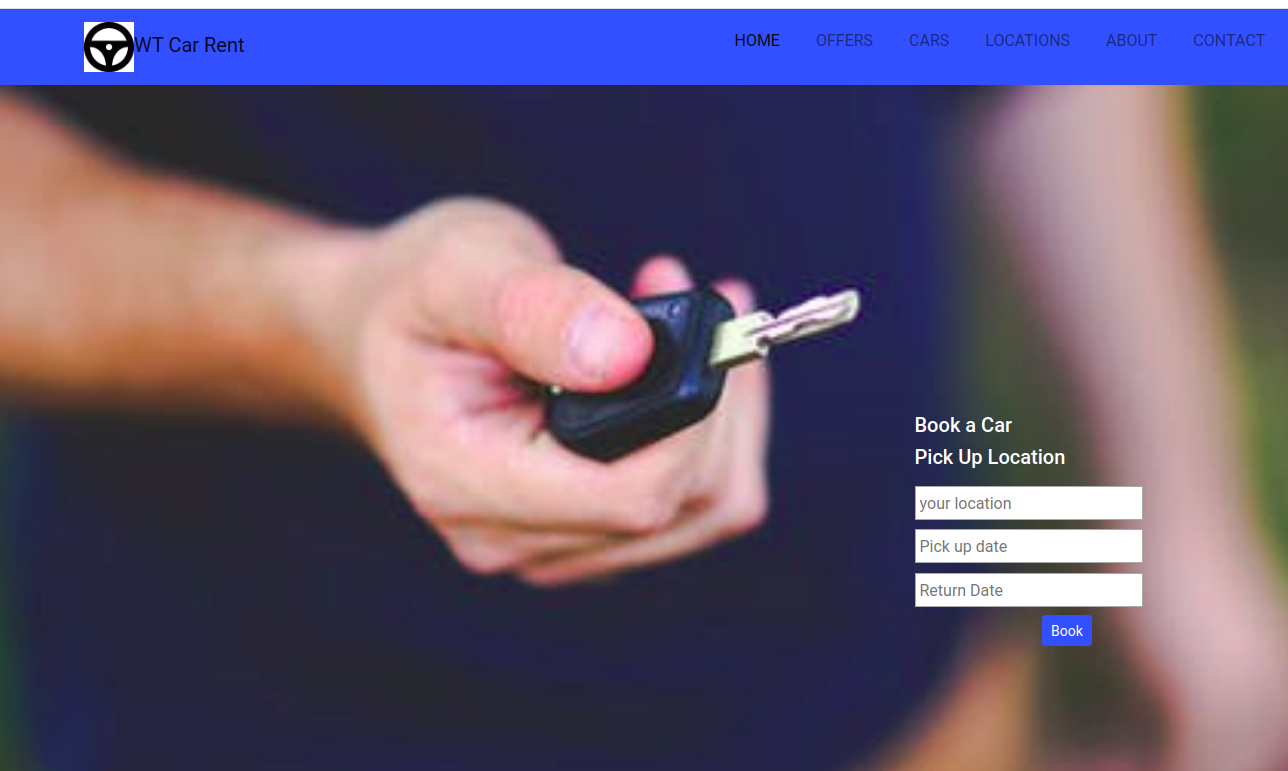 WT Car Rent HOME OFFERS CARS LOCATIONS ABOUT CONTACT
Book a Car
Pick Up Location
your location
Pick up date
Return Date
Book